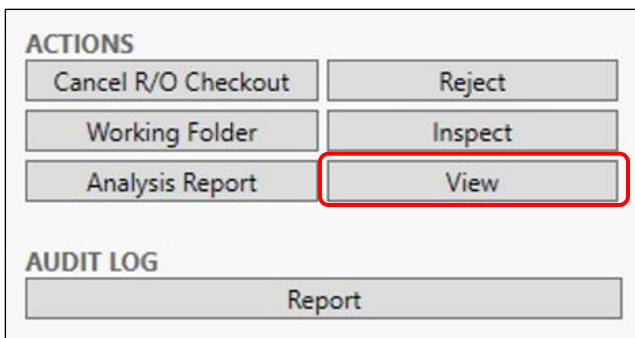 ACTIONS
Cancel R/O Checkout Reject
Working Folder Inspect
Analysis Report View
AUDIT LOG
Report